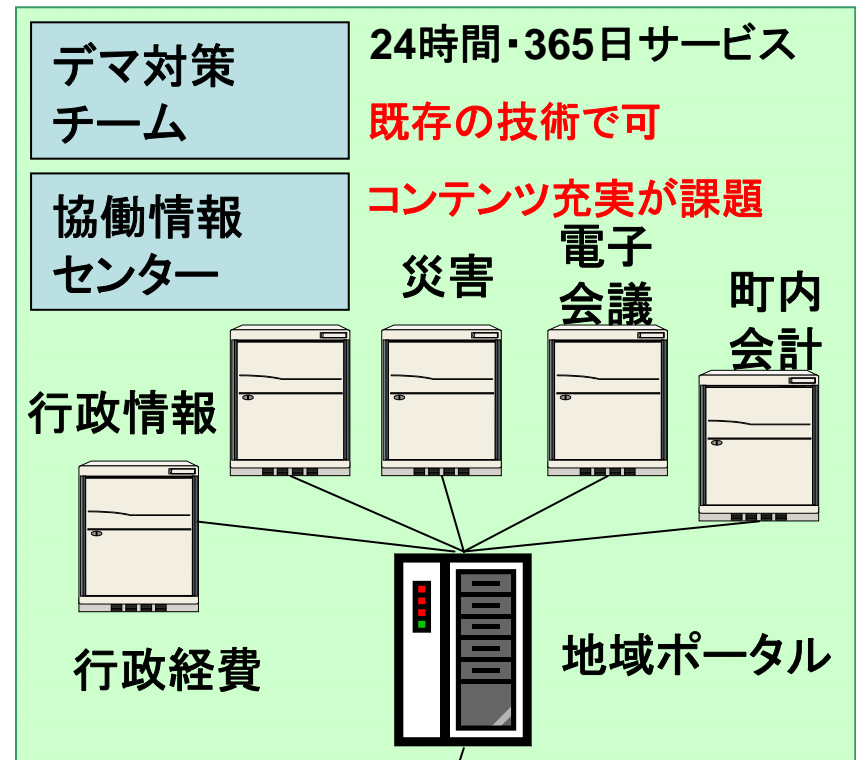 デマ対策
チーム
24時間・365日サービス
既存の技術で可
コンテンツ充実が課題
協働情報
センター
災害
電子
会議
町内
会計
行政情報
行政経費
地域ポータル